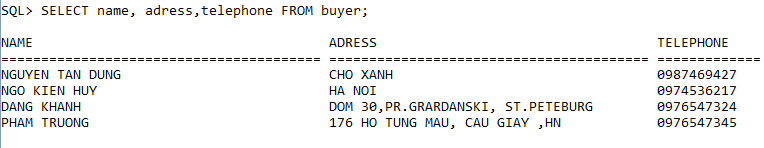 SQL> SELECT name, adress,telephone FROM buyer;
NAME ADRESS TELEPHONE
======================================== ======================================== =============
NGUYEN TAN DUNG CHO XANH 0987469427
NGO KIEN HUY HA NOI 0974536217
DANG KHANH DOM 30,PR.GRARDANSKI, ST.PETEBURG 0976547324
PHAM TRUONG 176 HO TUNG MAU, CAU GIAY ,HN 0976547345